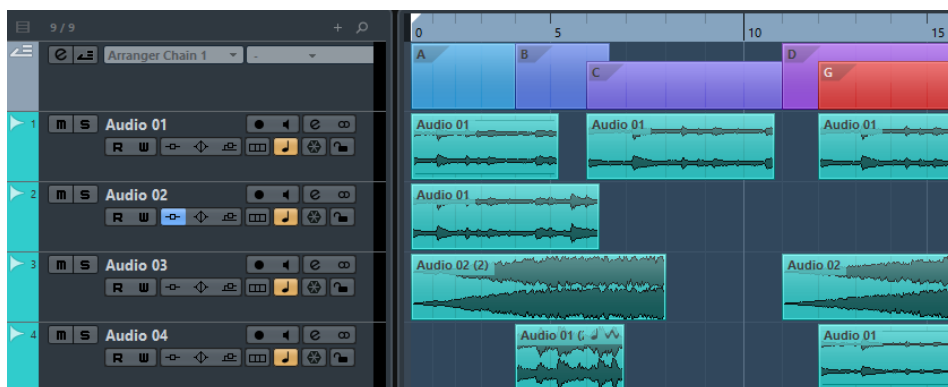 9 / 9
0 5 10 15
e Arranger Chain 1 -
A B C D G
1 m S Audio 01 e
R W
Audio 01 Audio 01 Audio 01
2 m S Audio 02 e
R W
Audio 01
3 m S Audio 03 e
R W
Audio 02 (2) Audio 02
4 m S Audio 04 e
R W
Audio 01 (2 Audio 01